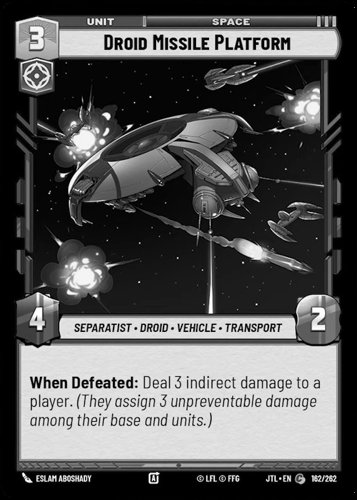 UNIT
SPACE
3
DROID MISSILE PLATFORM
4
2
SEPARATIST • DROID • VEHICLE • TRANSPORT
When Defeated: Deal 3 indirect damage to a
player. (They assign 3 unpreventable damage
among their base and units.)
ESLAM ABOSHADY
© LFL © FFG
JTL • EN
C
162/262